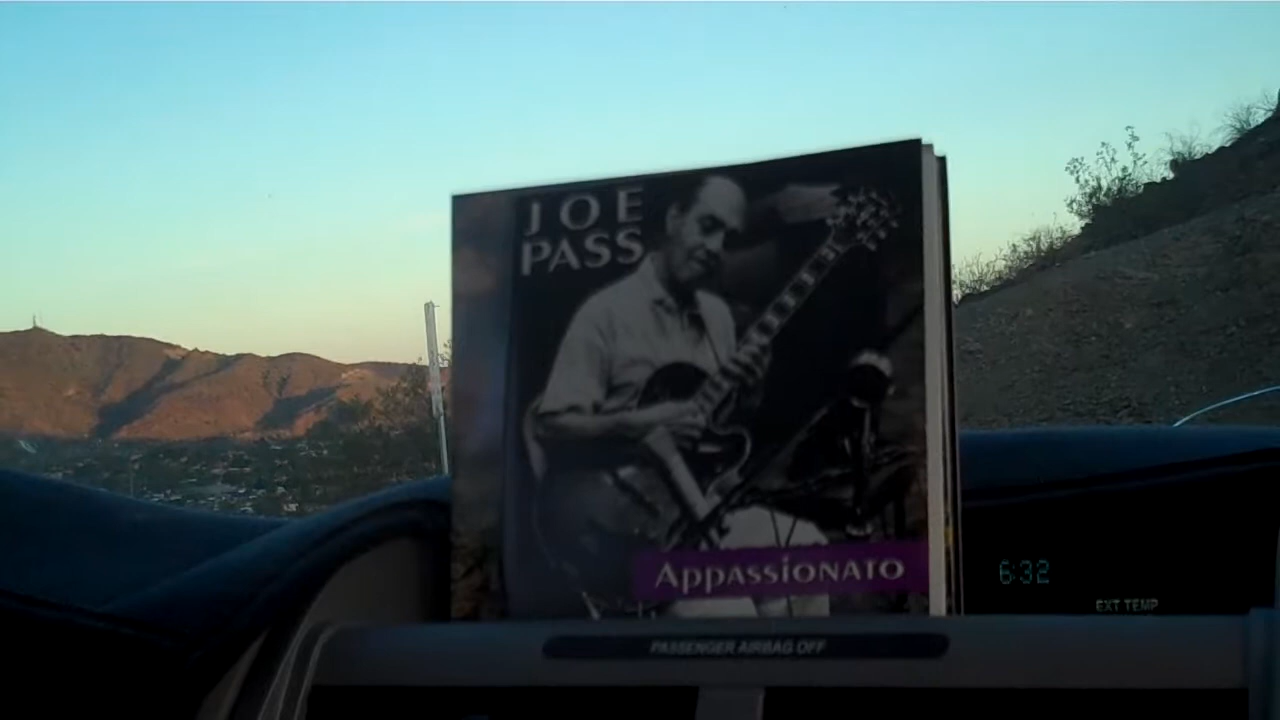 JOE
PASS
APPASSIONATO
6:32
EXT TEMP
PASSENGER AIRBAG OFF